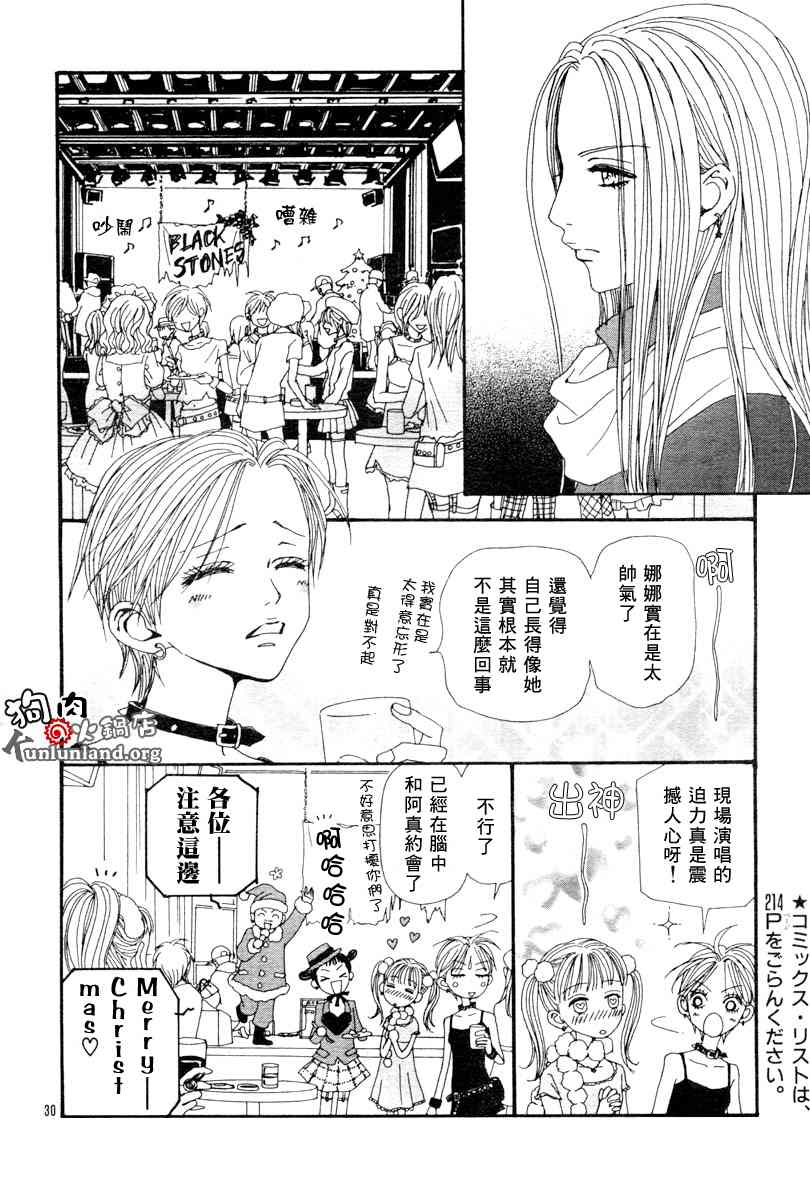 嘈雜
吵鬧
BLACK
STONES
啊
娜娜實在是太
帥氣了
還覺得
自己長得像她
其實根本就
不是這麼回事
我實在是
太得意忘形了
真是對不起
現場演唱的
迫力真是震
撼人心呀！
出神
不行了
已經在腦中
和阿真約會了
不好意思打擾你們了
啊哈哈哈
各位——
注意這邊
Merry—
Christ
mas♡
狗肉
火鍋店
Kunlunland.org
★コミックス・リストは、
214Pをごらんください。
30